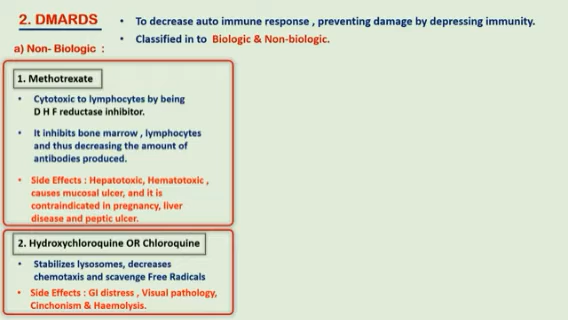 2. DMARDS
• To decrease auto immune response , preventing damage by depressing immunity.
• Classified in to Biologic & Non-biologic.
a) Non- Biologic :
1. Methotrexate
• Cytotoxic to lymphocytes by being
D H F reductase inhibitor.
• It inhibits bone marrow , lymphocytes
and thus decreasing the amount of
antibodies produced.
• Side Effects : Hepatotoxic, Hematotoxic ,
causes mucosal ulcer, and it is
contraindicated in pregnancy, liver
disease and peptic ulcer.
2. Hydroxychloroquine OR Chloroquine
• Stabilizes lysosomes, decreases
chemotaxis and scavenge Free Radicals
• Side Effects : GI distress , Visual pathology,
Cinchonism & Haemolysis.